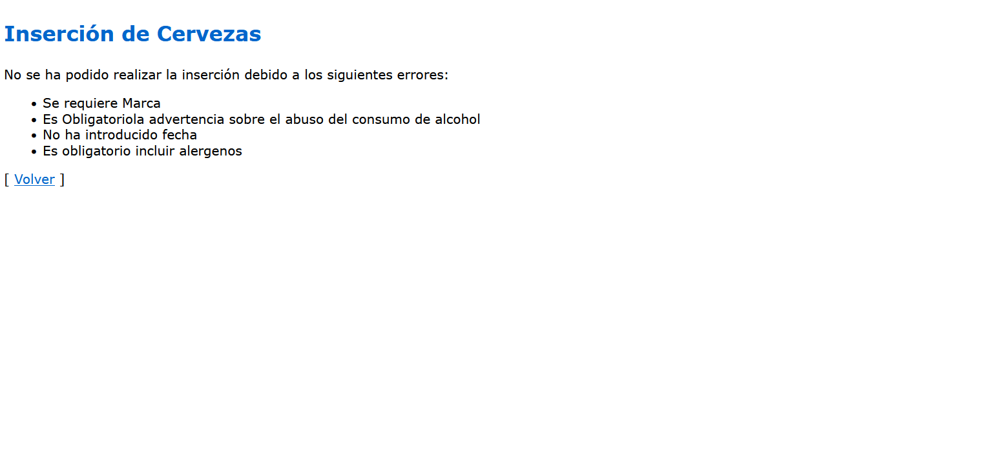 Inserción de Cervezas
No se ha podido realizar la inserción debido a los siguientes errores:
• Se requiere Marca
• Es Obligatoriola advertencia sobre el abuso del consumo de alcohol
• No ha introducido fecha
• Es obligatorio incluir alergenos
[ Volver ]